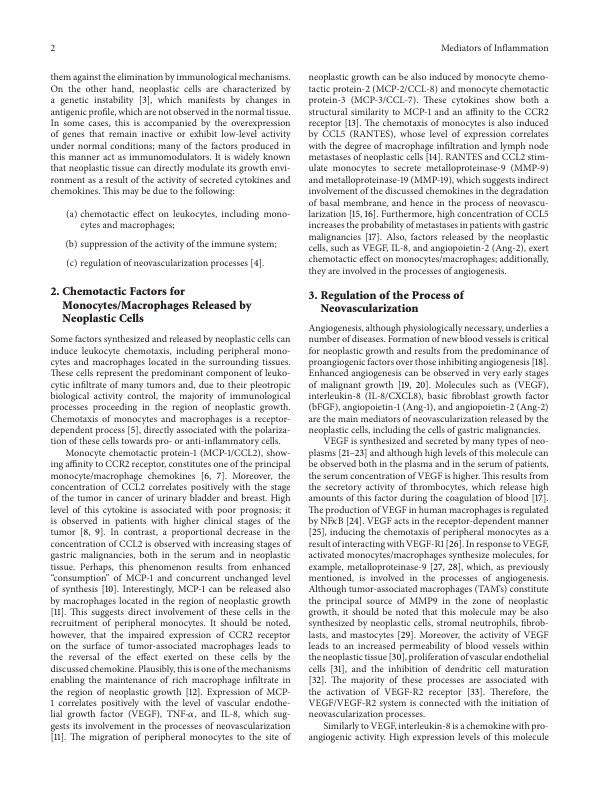 2
Mediators of Inflammation
them against the elimination by immunological mechanisms.
On the other hand, neoplastic cells are characterized by
a genetic instability [3], which manifests by changes in
antigenic profile, which are not observed in the normal tissue.
In some cases, this is accompanied by the overexpression
of genes that remain inactive or exhibit low-level activity
under normal conditions; many of the factors produced in
this manner act as immunomodulators. It is widely known
that neoplastic tissue can directly modulate its growth envi-
ronment as a result of the activity of secreted cytokines and
chemokines. This may be due to the following:
(a) chemotactic effect on leukocytes, including mono-
cytes and macrophages;
(b) suppression of the activity of the immune system;
(c) regulation of neovascularization processes [4].
2. Chemotactic Factors for
Monocytes/Macrophages Released by
Neoplastic Cells
Some factors synthesized and released by neoplastic cells can
induce leukocyte chemotaxis, including peripheral mono-
cytes and macrophages located in the surrounding tissues.
These cells represent the predominant component of leuko-
cytic infiltrate of many tumors and, due to their pleotropic
biological activity control, the majority of immunological
processes proceeding in the region of neoplastic growth.
Chemotaxis of monocytes and macrophages is a receptor-
dependent process [5], directly associated with the polariza-
tion of these cells towards pro- or anti-inflammatory cells.
Monocyte chemotactic protein-1 (MCP-1/CCL2), show-
ing affinity to CCR2 receptor, constitutes one of the principal
monocyte/macrophage chemokines [6, 7]. Moreover, the
concentration of CCL2 correlates positively with the stage
of the tumor in cancer of urinary bladder and breast. High
level of this cytokine is associated with poor prognosis; it
is observed in patients with higher clinical stages of the
tumor [8, 9]. In contrast, a proportional decrease in the
concentration of CCL2 is observed with increasing stages of
gastric malignancies, both in the serum and in neoplastic
tissue. Perhaps, this phenomenon results from enhanced
“consumption” of MCP-1 and concurrent unchanged level
of synthesis [10]. Interestingly, MCP-1 can be released also
by macrophages located in the region of neoplastic growth
[11]. This suggests direct involvement of these cells in the
recruitment of peripheral monocytes. It should be noted,
however, that the impaired expression of CCR2 receptor
on the surface of tumor-associated macrophages leads to
the reversal of the effect exerted on these cells by the
discussed chemokine. Plausibly, this is one of the mechanisms
enabling the maintenance of rich macrophage infiltrate in
the region of neoplastic growth [12]. Expression of MCP-
1 correlates positively with the level of vascular endothe-
lial growth factor (VEGF), TNF-α, and IL-8, which sug-
gests its involvement in the processes of neovascularization
[11]. The migration of peripheral monocytes to the site of
neoplastic growth can be also induced by monocyte chemo-
tactic protein-2 (MCP-2/CCL-8) and monocyte chemotactic
protein-3 (MCP-3/CCL-7). These cytokines show both a
structural similarity to MCP-1 and an affinity to the CCR2
receptor [13]. The chemotaxis of monocytes is also induced
by CCL5 (RANTES), whose level of expression correlates
with the degree of macrophage infiltration and lymph node
metastases of neoplastic cells [14]. RANTES and CCL2 stim-
ulate monocytes to secrete metalloproteinase-9 (MMP-9)
and metalloproteinase-19 (MMP-19), which suggests indirect
involvement of the discussed chemokines in the degradation
of basal membrane, and hence in the process of neovascu-
larization [15, 16]. Furthermore, high concentration of CCL5
increases the probability of metastases in patients with gastric
malignancies [17]. Also, factors released by the neoplastic
cells, such as VEGF, IL-8, and angiopoietin-2 (Ang-2), exert
chemotactic effect on monocytes/macrophages; additionally,
they are involved in the processes of angiogenesis.
3. Regulation of the Process of
Neovascularization
Angiogenesis, although physiologically necessary, underlies a
number of diseases. Formation of new blood vessels is critical
for neoplastic growth and results from the predominance of
proangiogenic factors over those inhibiting angiogenesis [18].
Enhanced angiogenesis can be observed in very early stages
of malignant growth [19, 20]. Molecules such as (VEGF),
interleukin-8 (IL-8/CXCL8), basic fibroblast growth factor
(bFGF), angiopoietin-1 (Ang-1), and angiopoietin-2 (Ang-2)
are the main mediators of neovascularization released by the
neoplastic cells, including the cells of gastric malignancies.
VEGF is synthesized and secreted by many types of neo-
plasms [21–23] and although high levels of this molecule can
be observed both in the plasma and in the serum of patients,
the serum concentration of VEGF is higher. This results from
the secretory activity of thrombocytes, which release high
amounts of this factor during the coagulation of blood [17].
The production of VEGF in human macrophages is regulated
by NFκB [24]. VEGF acts in the receptor-dependent manner
[25], inducing the chemotaxis of peripheral monocytes as a
result of interacting with VEGF-R1 [26]. In response to VEGF,
activated monocytes/macrophages synthesize molecules, for
example, metalloproteinase-9 [27, 28], which, as previously
mentioned, is involved in the processes of angiogenesis.
Although tumor-associated macrophages (TAM’s) constitute
the principal source of MMP9 in the zone of neoplastic
growth, it should be noted that this molecule may be also
synthesized by neoplastic cells, stromal neutrophils, fibrob-
lasts, and mastocytes [29]. Moreover, the activity of VEGF
leads to an increased permeability of blood vessels within
the neoplastic tissue [30], proliferation of vascular endothelial
cells [31], and the inhibition of dendritic cell maturation
[32]. The majority of these processes are associated with
the activation of VEGF-R2 receptor [33]. Therefore, the
VEGF/VEGF-R2 system is connected with the initiation of
neovascularization processes.
Similarly to VEGF, interleukin-8 is a chemokine with pro-
angiogenic activity. High expression levels of this molecule